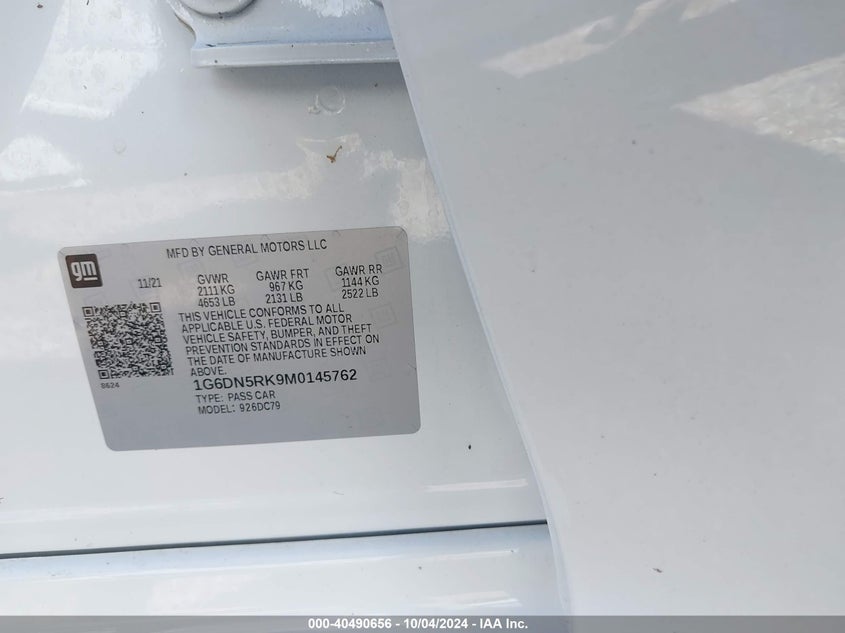 gm
MFD BY GENERAL MOTORS LLC
11/21 GVWR GAWR FRT GAWR RR
2111 KG 967 KG 1144 KG
4653 LB 2131 LB 2522 LB
THIS VEHICLE CONFORMS TO ALL
APPLICABLE U.S. FEDERAL MOTOR
VEHICLE SAFETY, BUMPER, AND THEFT
PREVENTION STANDARDS IN EFFECT ON
THE DATE OF MANUFACTURE SHOWN
ABOVE.
8624
1G6DN5RK9M0145762
TYPE: PASS CAR
MODEL: 926DC79
000-40490656 - 10/04/2024 - IAA Inc.